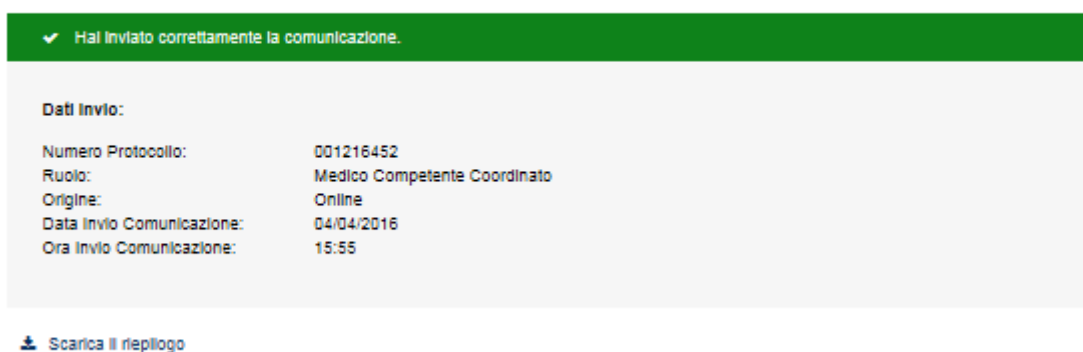 Hai inviato correttamente la comunicazione.
Dati Invio:
Numero Protocollo: 001216452
Ruolo: Medico Competente Coordinato
Origine: Online
Data Invio Comunicazione: 04/04/2016
Ora Invio Comunicazione: 15:55
Scarica il riepilogo